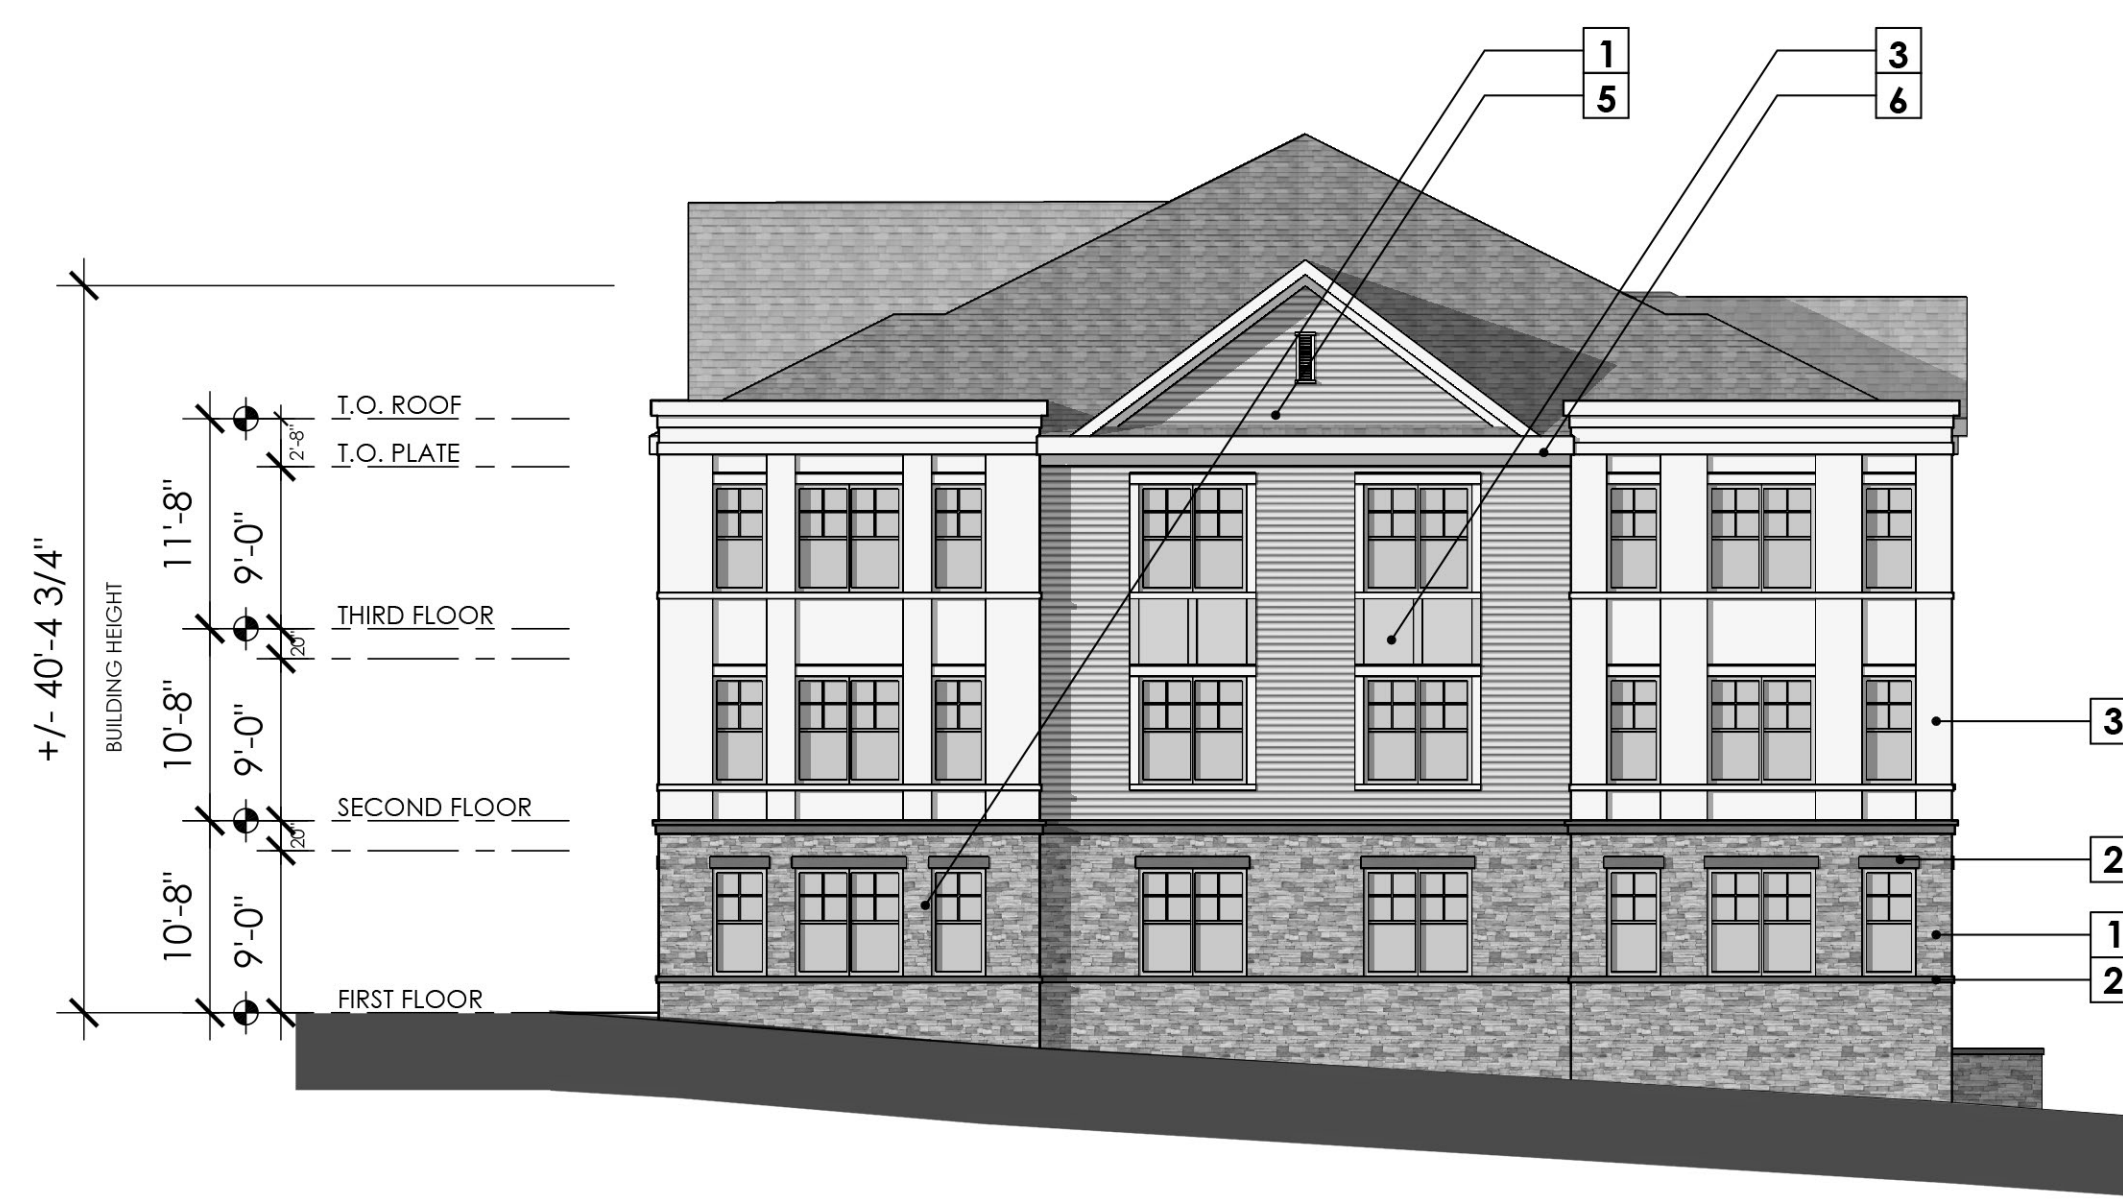 1
5
3
6
T.O. ROOF
2'-8"
T.O. PLATE
11'-8"
9'-0"
+/- 40'-4 3/4"
BUILDING HEIGHT
THIRD FLOOR
20"
10'-8"
9'-0"
3
SECOND FLOOR
20"
2
10'-8"
9'-0"
1
2
FIRST FLOOR